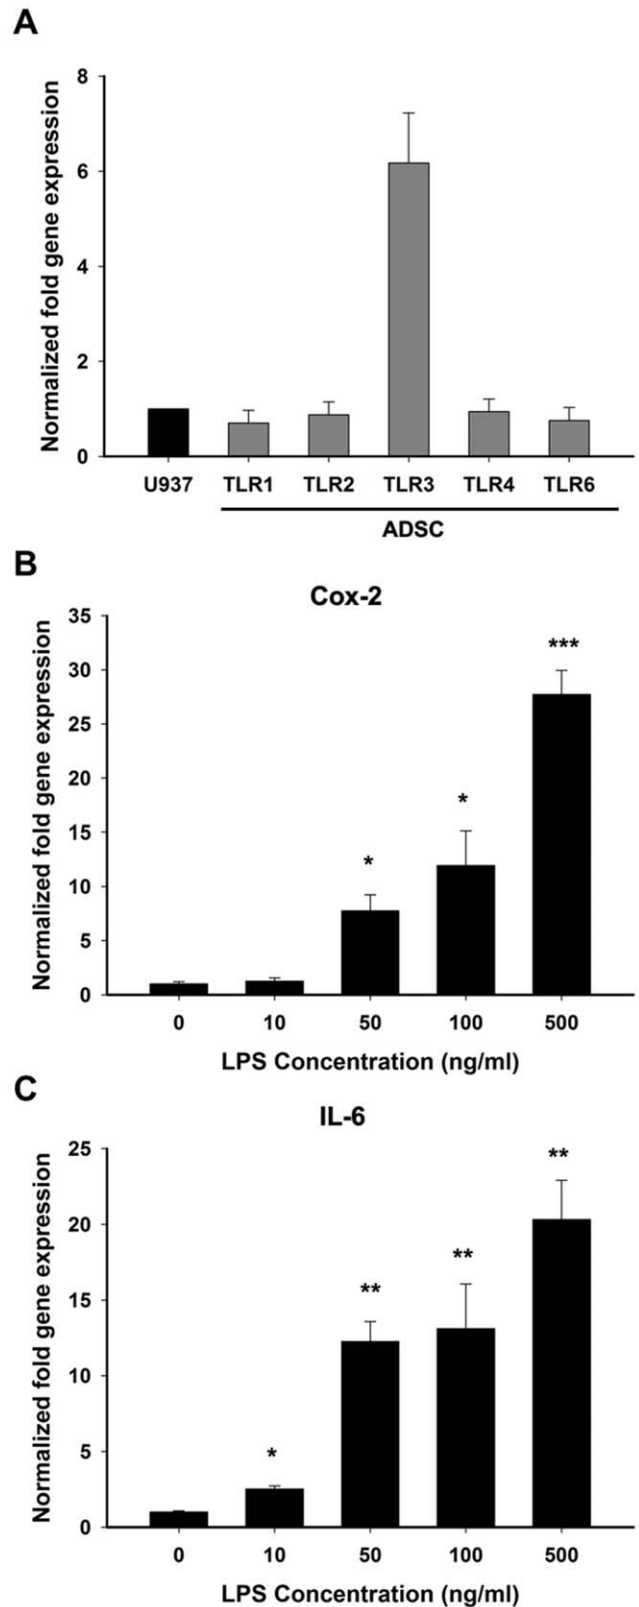 A
Normalized fold gene expression
8
6
4
2
0
U937 TLR1 TLR2 TLR3 TLR4 TLR6
ADSC
B
Cox-2
Normalized fold gene expression
35
30
25
20
15
10
5
0
***
*
*
0 10 50 100 500
LPS Concentration (ng/ml)
C
IL-6
Normalized fold gene expression
25
20
15
10
5
0
**
**
**
*
0 10 50 100 500
LPS Concentration (ng/ml)